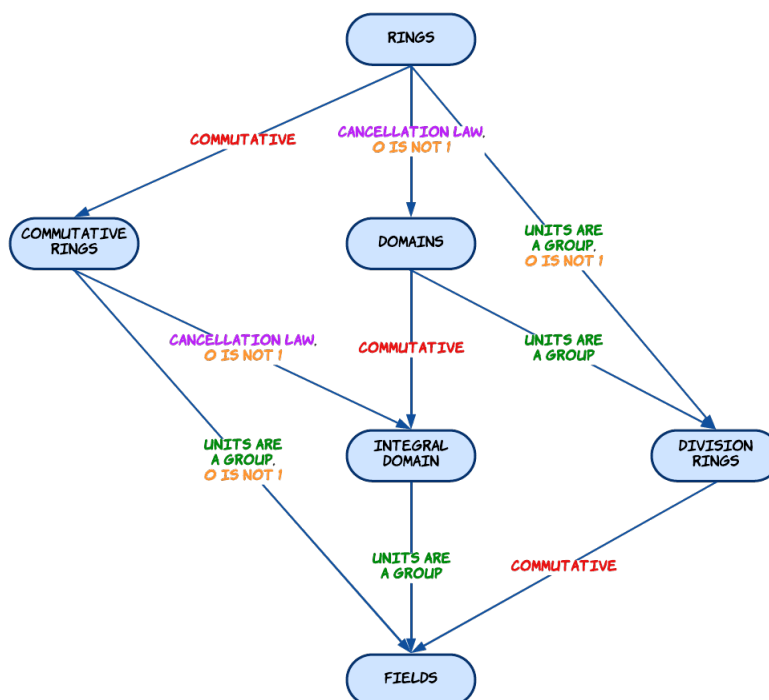 RINGS
COMMUTATIVE
CANCELLATION LAW,
0 IS NOT 1
COMMUTATIVE
RINGS
DOMAINS
UNITS ARE
A GROUP,
0 IS NOT 1
CANCELLATION LAW,
0 IS NOT 1
COMMUTATIVE
UNITS ARE
A GROUP
UNITS ARE
A GROUP,
0 IS NOT 1
INTEGRAL
DOMAIN
DIVISION
RINGS
UNITS ARE
A GROUP
COMMUTATIVE
FIELDS